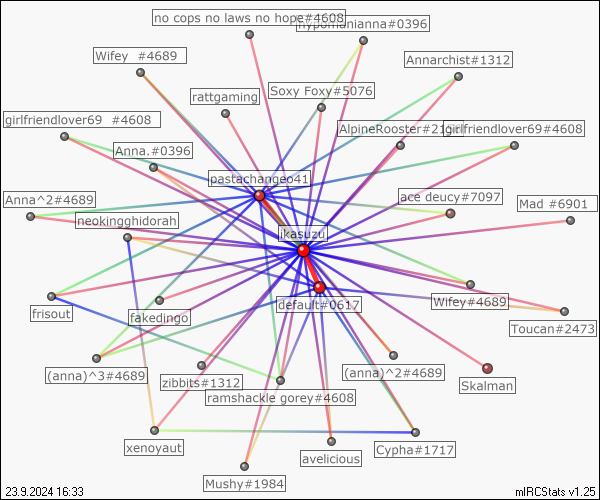 no cops no laws no hope#4608
hypomanianna#0396
Wifey #4689
Annarchist#1312
rattgaming
Soxy Foxy#5076
girlfriendlover69 #4608
AlpineRooster#21
girlfriendlover69#4608
Anna.#0396
pastachangeo41
Anna^2#4689
ace deucy#7097
Mad #6901
neokingghidorah
ikasuzu
frisout
fakedingo
default#0617
Wifey#4689
Toucan#2473
(anna)^3#4689
zibbits#1312
(anna)^2#4689
Skalman
ramshackle gorey#4608
xenoyaut
avelicious
Cypha#1717
Mushy#1984
23.9.2024 16:33
mIRCStats v1.25